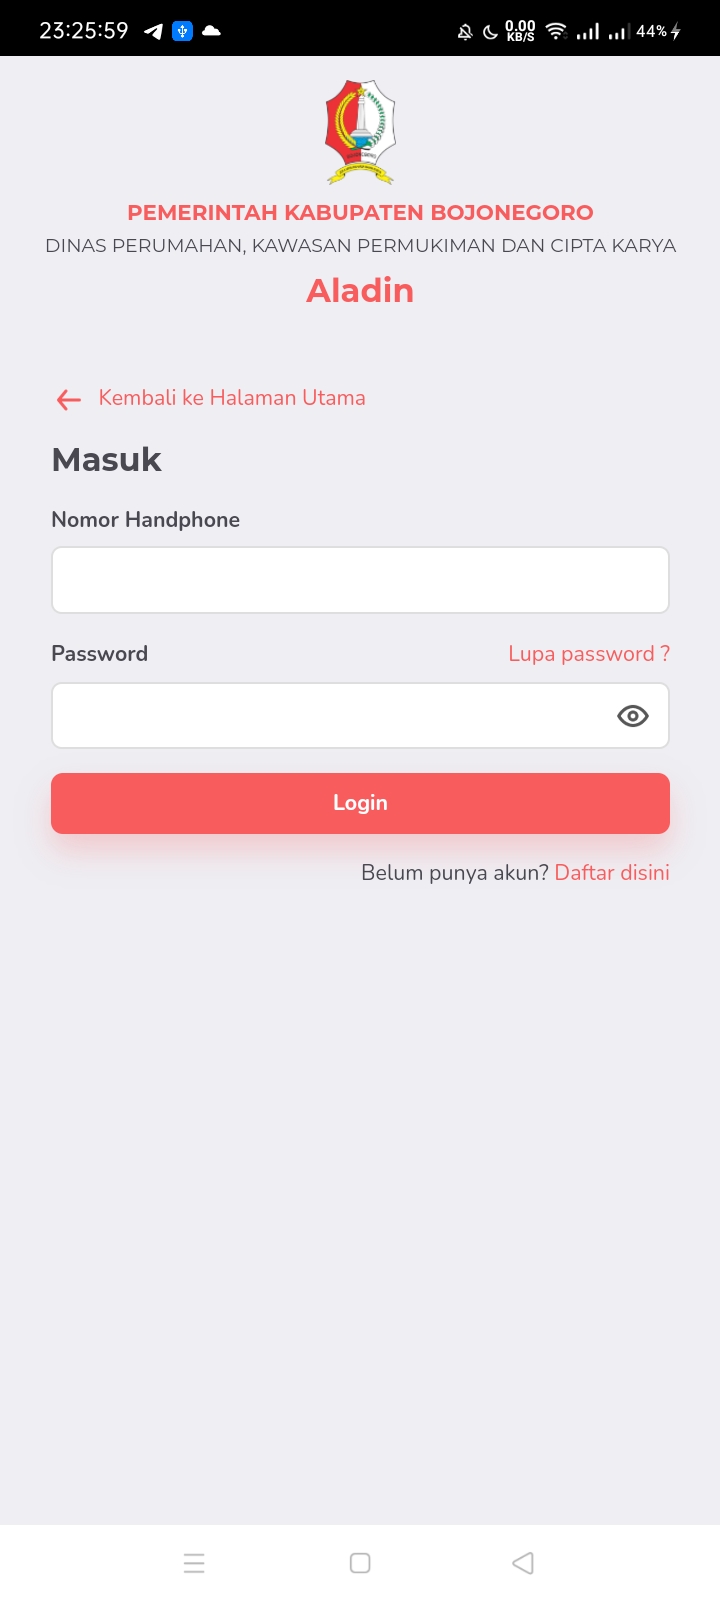 23:25:59
0.00
KB/S
44%
PEMERINTAH KABUPATEN BOJONEGORO
DINAS PERUMAHAN, KAWASAN PERMUKIMAN DAN CIPTA KARYA
Aladin
Kembali ke Halaman Utama
Masuk
Nomor Handphone
Password
Lupa password ?
Login
Belum punya akun? Daftar disini